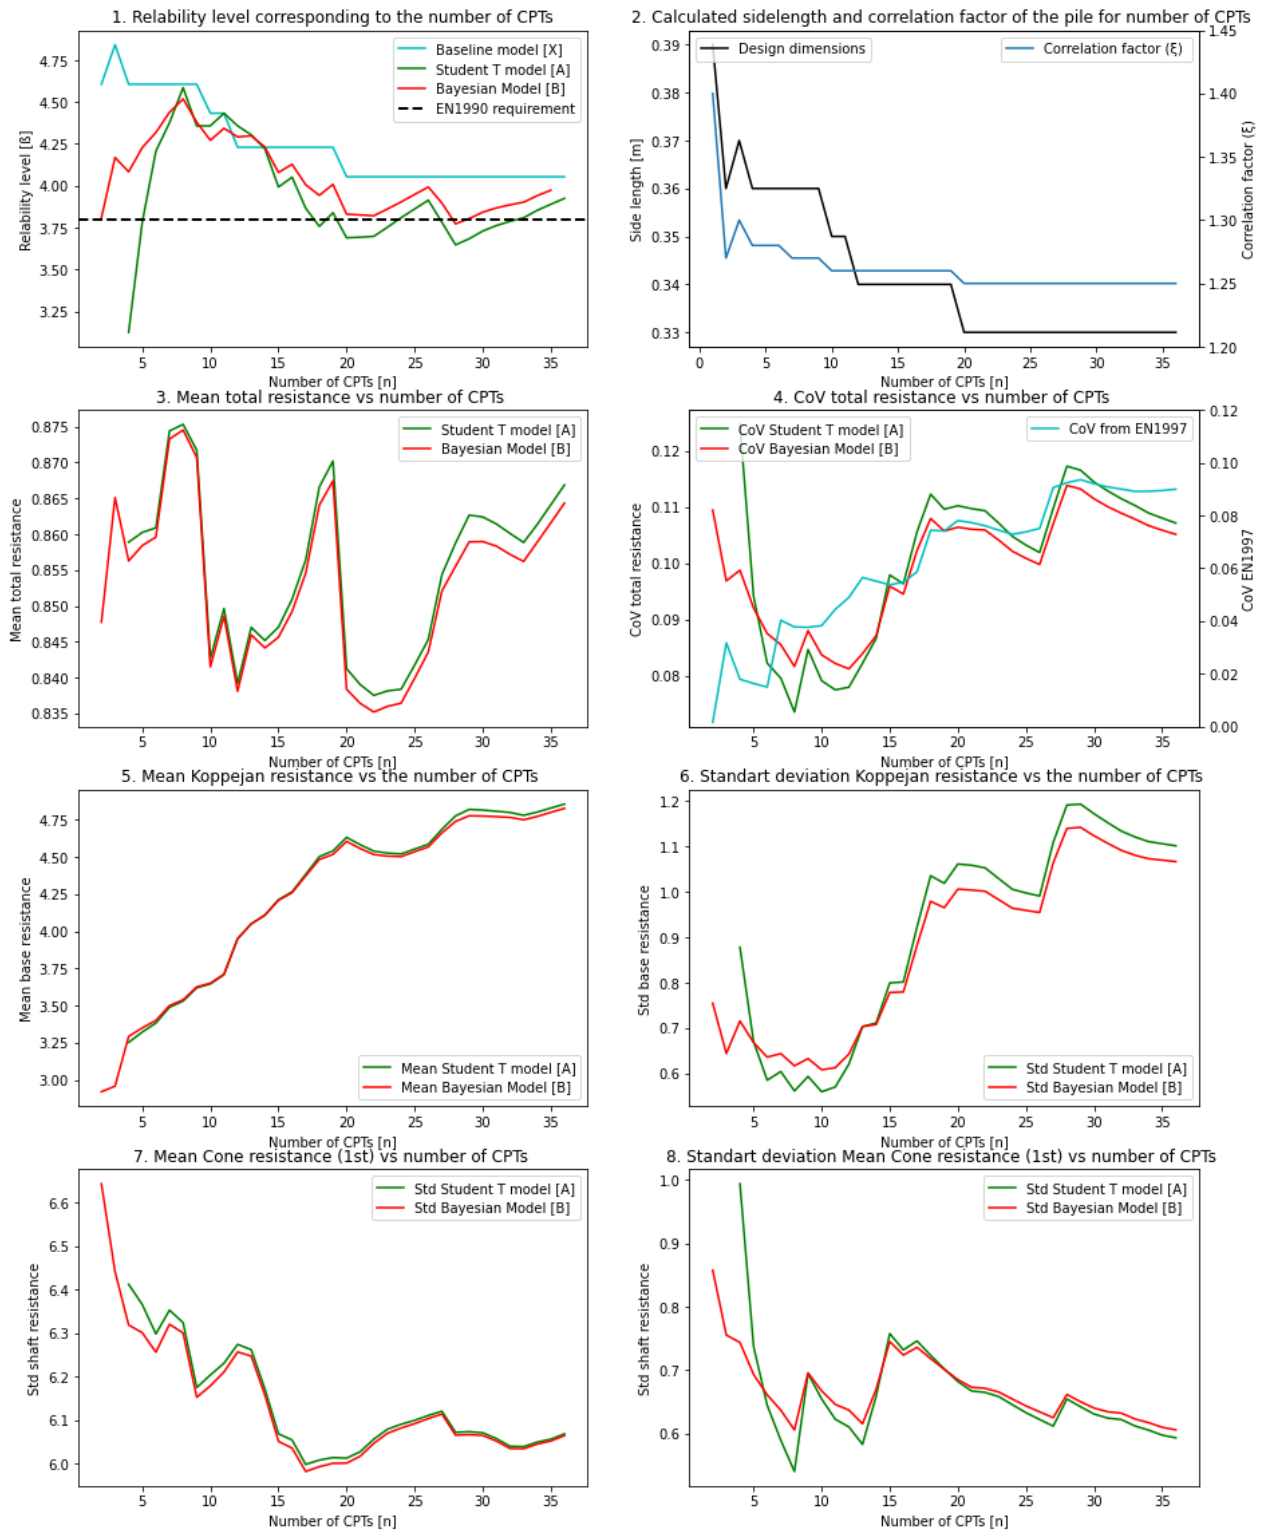 1. Relability level corresponding to the number of CPTs
Relability level [ß]
4.75
4.50
4.25
4.00
3.75
3.50
3.25
Baseline model [X]
Student T model [A]
Bayesian Model [B]
EN1990 requirement
5 10 15 20 25 30 35
Number of CPTs [n]
2. Calculated sidelength and correlation factor of the pile for number of CPTs
Side length [m]
0.39
0.38
0.37
0.36
0.35
0.34
0.33
Design dimensions
Correlation factor (ξ)
1.45
1.40
1.35
1.30
1.25
1.20
Correlation factor (ξ)
0 5 10 15 20 25 30 35
Number of CPTs [n]
3. Mean total resistance vs number of CPTs
Mean total resistance
0.875
0.870
0.865
0.860
0.855
0.850
0.845
0.840
0.835
Student T model [A]
Bayesian Model [B]
5 10 15 20 25 30 35
Number of CPTs [n]
4. CoV total resistance vs number of CPTs
CoV total resistance
0.12
0.11
0.10
0.09
0.08
CoV Student T model [A]
CoV Bayesian Model [B]
CoV from EN1997
0.12
0.10
0.08
0.06
0.04
0.02
0.00
CoV EN1997
5 10 15 20 25 30 35
Number of CPTs [n]
5. Mean Koppejan resistance vs the number of CPTs
Mean base resistance
4.75
4.50
4.25
4.00
3.75
3.50
3.25
3.00
Mean Student T model [A]
Mean Bayesian Model [B]
5 10 15 20 25 30 35
Number of CPTs [n]
6. Standart deviation Koppejan resistance vs the number of CPTs
Std base resistance
1.2
1.1
1.0
0.9
0.8
0.7
0.6
Std Student T model [A]
Std Bayesian Model [B]
5 10 15 20 25 30 35
Number of CPTs [n]
7. Mean Cone resistance (1st) vs number of CPTs
Std shaft resistance
6.6
6.5
6.4
6.3
6.2
6.1
6.0
Std Student T model [A]
Std Bayesian Model [B]
5 10 15 20 25 30 35
Number of CPTs [n]
8. Standart deviation Mean Cone resistance (1st) vs number of CPTs
Std shaft resistance
1.0
0.9
0.8
0.7
0.6
Std Student T model [A]
Std Bayesian Model [B]
5 10 15 20 25 30 35
Number of CPTs [n]